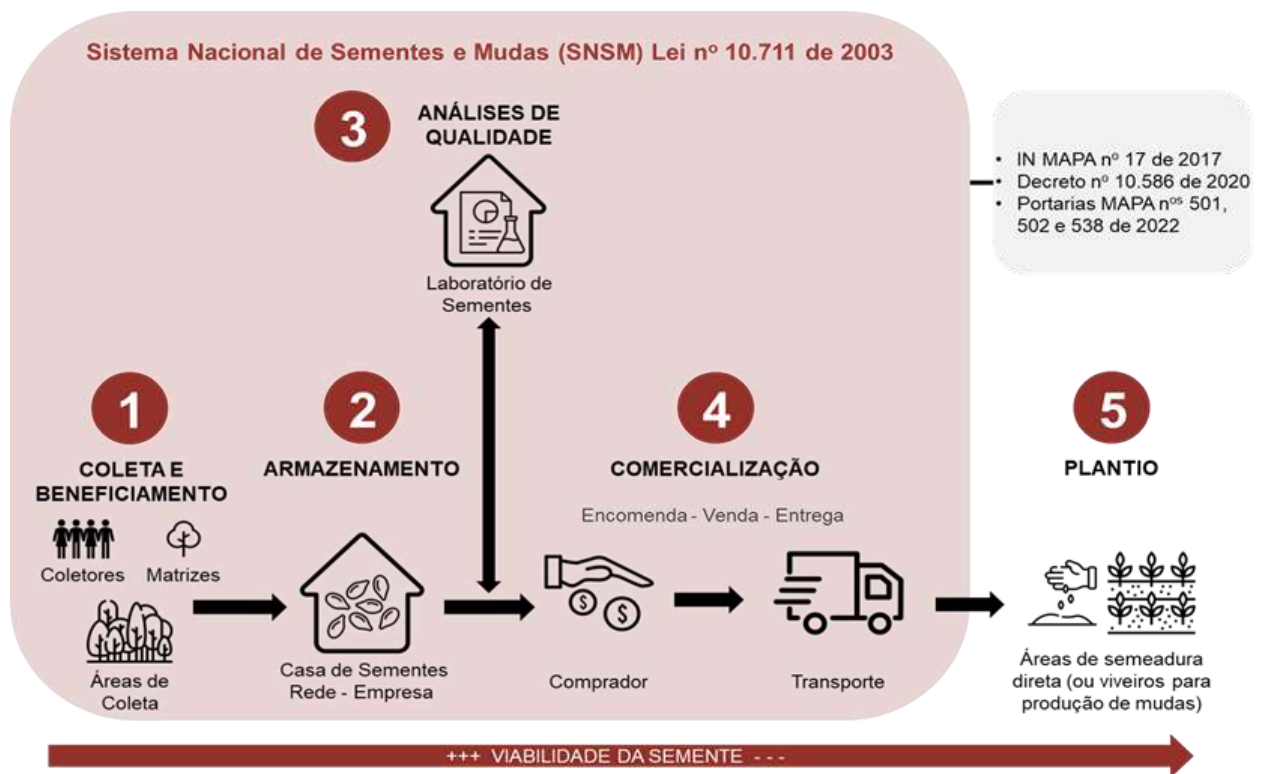 Sistema Nacional de Sementes e Mudas (SNSM) Lei nº 10.711 de 2003
3
ANÁLISES DE
QUALIDADE
Laboratório de
Sementes
• IN MAPA nº 17 de 2017
• Decreto nº 10.586 de 2020
• Portarias MAPA nºˢ 501,
502 e 538 de 2022
1
COLETA E
BENEFICIAMENTO
Coletores
Matrizes
Áreas de
Coleta
2
ARMAZENAMENTO
Casa de Sementes
Rede - Empresa
4
COMERCIALIZAÇÃO
Encomenda - Venda - Entrega
$
$
Comprador
Transporte
5
PLANTIO
Áreas de semeadura
direta (ou viveiros para
produção de mudas)
+++ VIABILIDADE DA SEMENTE - - -